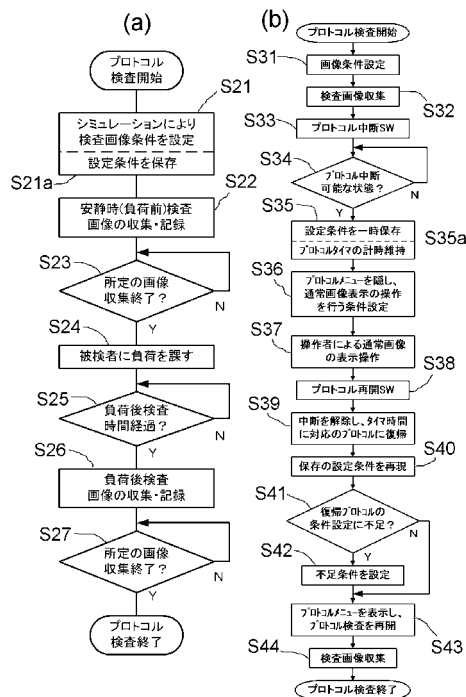 (a)
プロトコル
検査開始
S21
シミュレーションにより
検査画像条件を設定
設定条件を保存
S21a
S22
安静時(負荷前)検査
画像の収集・記録
S23
所定の画像
収集終了?
N
Y
S24
被検者に負荷を課す
S25
負荷後検査
時間経過?
N
Y
S26
負荷後検査
画像の収集・記録
S27
所定の画像
収集終了?
N
Y
プロトコル
検査終了
(b)
プロトコル検査開始
S31
画像条件設定
S32
検査画像収集
S33
プロトコル中断SW
S34
プロトコル中断
可能な状態?
N
Y
S35
設定条件を一時保存
プロトコルタイマの計時維持
S35a
S36
プロトコルメニューを隠し、
通常画像表示の操作
を行う条件設定
S37
操作者による通常画像
の表示操作
S38
プロトコル再開SW
S39
中断を解除し、タイマ時間
に対応のプロトコルに復帰
S40
保存の設定条件を再現
S41
復帰プロトコルの
条件設定に不足?
N
Y
S42
不足条件を設定
プロトコルメニューを表示し、
プロトコル検査を再開
S43
S44
検査画像収集
プロトコル検査終了